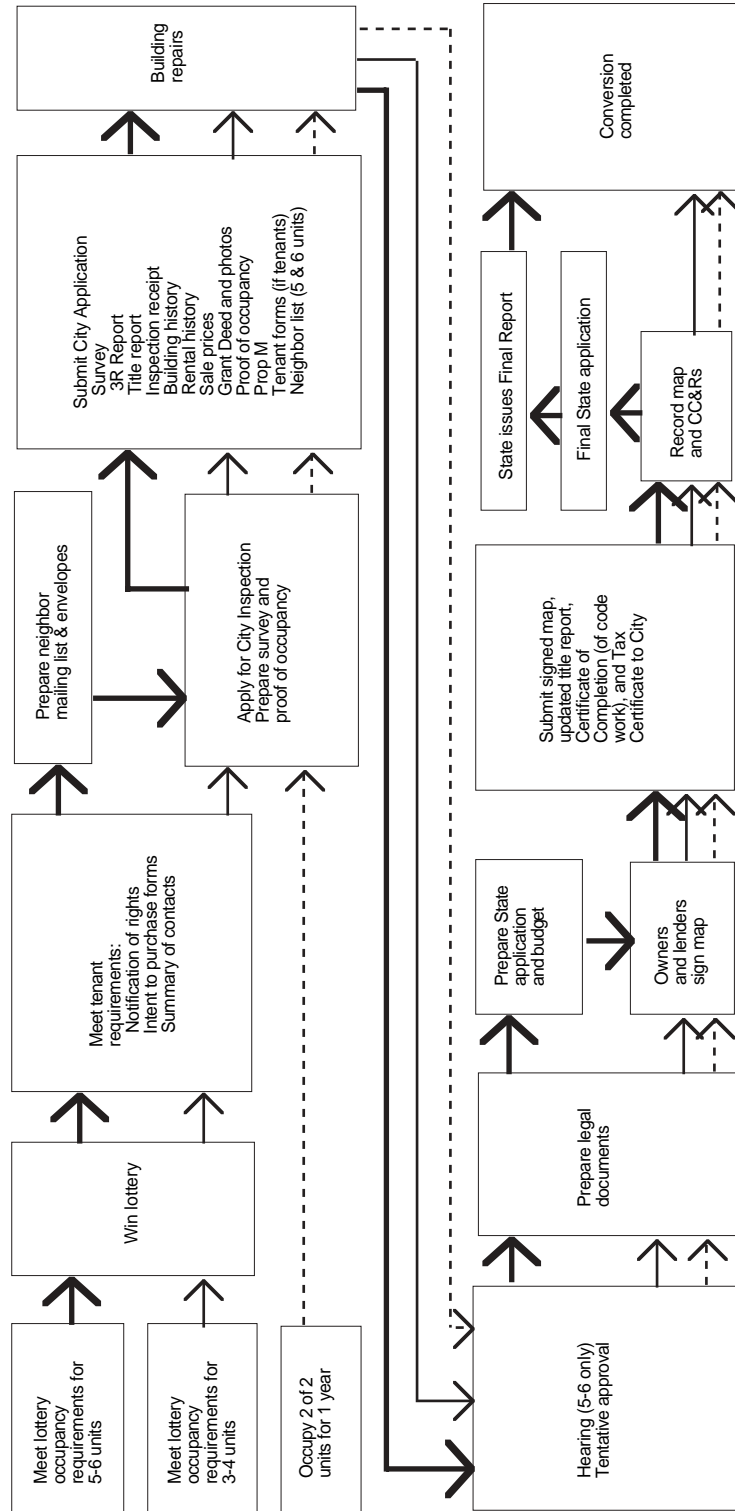 Meet lottery
occupancy
requirements for
5-6 units
Meet lottery
occupancy
requirements for
3-4 units
Occupy 2 of 2
units for 1 year
Win lottery
Meet tenant
requirements:
Notification of rights
Intent to purchase forms
Summary of contacts
Prepare neighbor
mailing list & envelopes
Apply for City Inspection
Prepare survey and
proof of occupancy
Submit City Application
Survey
3R Report
Title report
Inspection receipt
Building history
Rental history
Sale prices
Grant Deed and photos
Proof of occupancy
Prop M
Tenant forms (if tenants)
Neighbor list (5 & 6 units)
Building
repairs
Hearing (5-6 only)
Tentative approval
Prepare legal
documents
Prepare State
application
and budget
Owners
and lenders
sign map
Submit signed map,
updated title report,
Certificate of
Completion (of code
work), and Tax
Certificate to City
Record map
and CC&Rs
Final State application
State issues Final Report
Conversion
completed